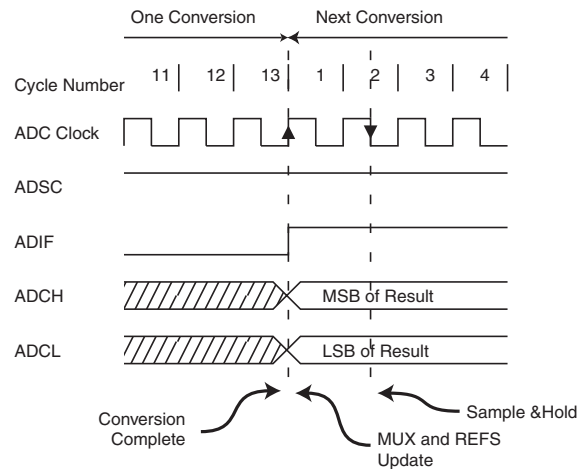 One Conversion
Next Conversion
Cycle Number
11 12 13 1 2 3 4
ADC Clock
ADSC
ADIF
ADCH
MSB of Result
ADCL
LSB of Result
Conversion
Complete
MUX and REFS
Update
Sample &Hold